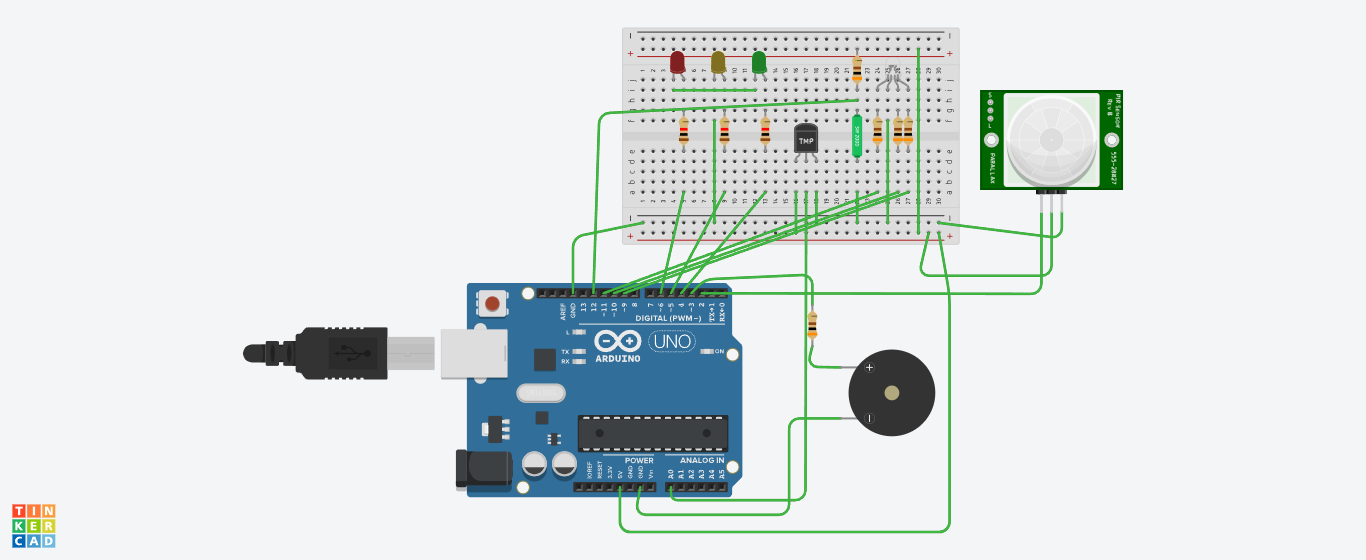 TMP
SW 200D
PIR SENSOR
Rev B
555-28027
PARALLAX
AREF
GND
13
12
~11
~10
~9
8
7
~6
~5
4
~3
2
TX→1
RX←0
DIGITAL (PWM~)
L
TX
RX
ARDUINO
UNO
ON
POWER
ANALOG IN
IOREF
RESET
3.3V
5V
GND
GND
Vin
A0
A1
A2
A3
A4
A5
TIN
KER
CAD